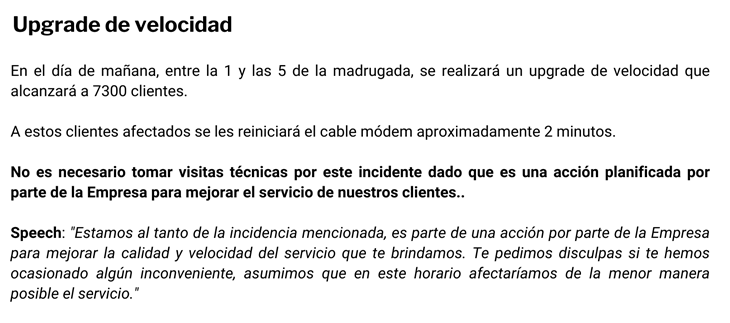 Upgrade de velocidad
En el día de mañana, entre la 1 y las 5 de la madrugada, se realizará un upgrade de velocidad que
alcanzará a 7300 clientes.
A estos clientes afectados se les reiniciará el cable módem aproximadamente 2 minutos.
No es necesario tomar visitas técnicas por este incidente dado que es una acción planificada por
parte de la Empresa para mejorar el servicio de nuestros clientes..
Speech: "Estamos al tanto de la incidencia mencionada, es parte de una acción por parte de la Empresa
para mejorar la calidad y velocidad del servicio que te brindamos. Te pedimos disculpas si te hemos
ocasionado algún inconveniente, asumimos que en este horario afectaríamos de la menor manera
posible el servicio."